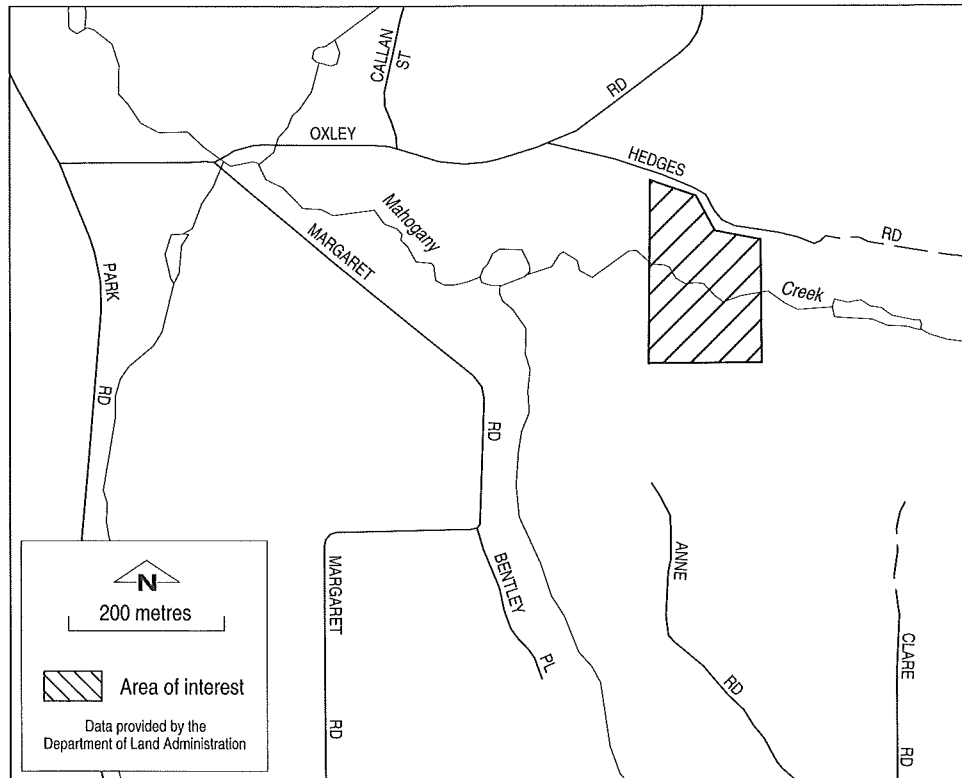 CALLAN
ST
OXLEY
RD
HEDGES
RD
Mahogany
Creek
MARGARET
RD
PARK
RD
MARGARET
RD
BENTLEY
PL
ANNE
RD
CLARE
RD
N
200 metres
Area of interest
Data provided by the
Department of Land Administration